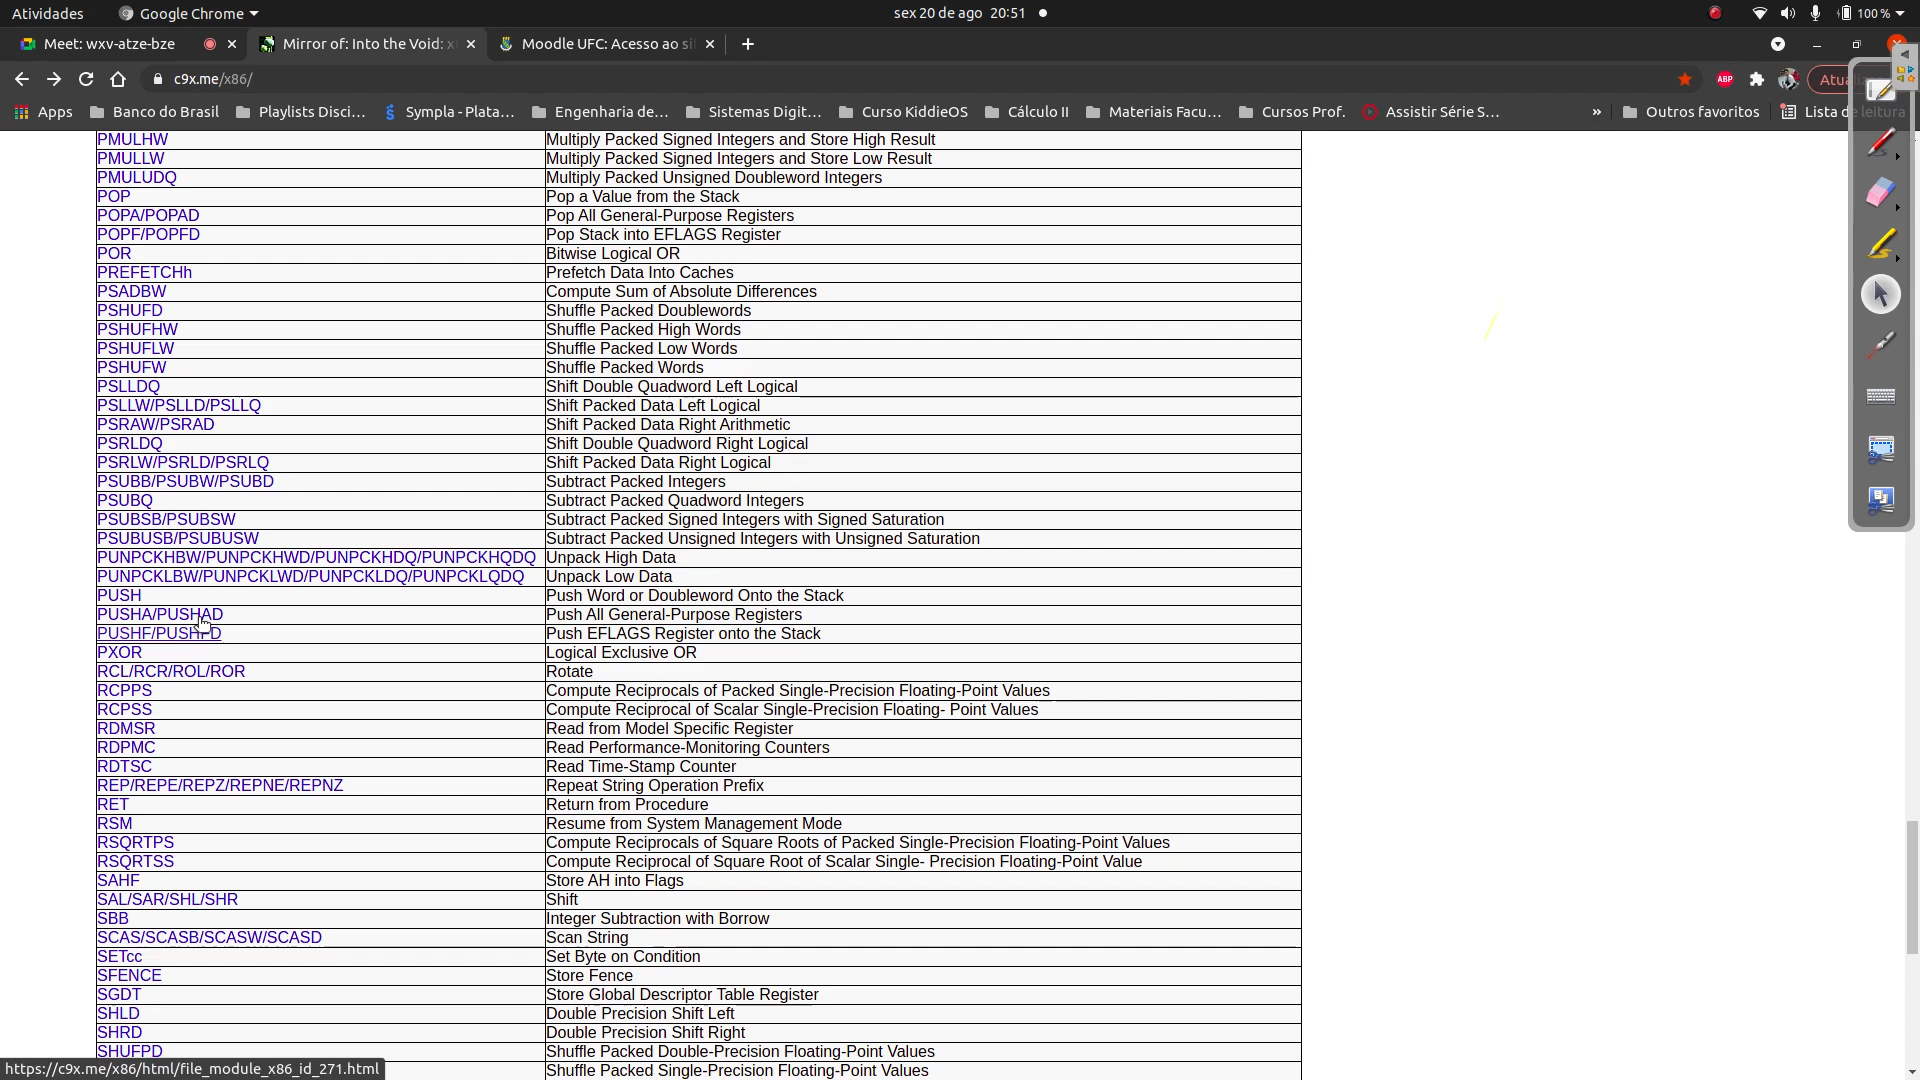 Atividades Google Chrome sex 20 de ago 20:51 100 %
Meet: wxv-atze-bze Mirror of: Into the Void: x Moodle UFC: Acesso ao si
c9x.me/x86/ ABP
Apps Banco do Brasil Playlists Disci... Sympla - Plata... Engenharia de... Sistemas Digit... Curso KiddieOS Cálculo II Materiais Facu... Cursos Prof. Assistir Série S... » Outros favoritos Lista de leitura
PMULHW Multiply Packed Signed Integers and Store High Result
PMULLW Multiply Packed Signed Integers and Store Low Result
PMULUDQ Multiply Packed Unsigned Doubleword Integers
POP Pop a Value from the Stack
POPA/POPAD Pop All General-Purpose Registers
POPF/POPFD Pop Stack into EFLAGS Register
POR Bitwise Logical OR
PREFETCHh Prefetch Data Into Caches
PSADBW Compute Sum of Absolute Differences
PSHUFD Shuffle Packed Doublewords
PSHUFHW Shuffle Packed High Words
PSHUFLW Shuffle Packed Low Words
PSHUFW Shuffle Packed Words
PSLLDQ Shift Double Quadword Left Logical
PSLLW/PSLLD/PSLLQ Shift Packed Data Left Logical
PSRAW/PSRAD Shift Packed Data Right Arithmetic
PSRLDQ Shift Double Quadword Right Logical
PSRLW/PSRLD/PSRLQ Shift Packed Data Right Logical
PSUBB/PSUBW/PSUBD Subtract Packed Integers
PSUBQ Subtract Packed Quadword Integers
PSUBSB/PSUBSW Subtract Packed Signed Integers with Signed Saturation
PSUBUSB/PSUBUSW Subtract Packed Unsigned Integers with Unsigned Saturation
PUNPCKHBW/PUNPCKHWD/PUNPCKHDQ/PUNPCKHQDQ Unpack High Data
PUNPCKLBW/PUNPCKLWD/PUNPCKLDQ/PUNPCKLQDQ Unpack Low Data
PUSH Push Word or Doubleword Onto the Stack
PUSHA/PUSHAD Push All General-Purpose Registers
PUSHF/PUSHFD Push EFLAGS Register onto the Stack
PXOR Logical Exclusive OR
RCL/RCR/ROL/ROR Rotate
RCPPS Compute Reciprocals of Packed Single-Precision Floating-Point Values
RCPSS Compute Reciprocal of Scalar Single-Precision Floating- Point Values
RDMSR Read from Model Specific Register
RDPMC Read Performance-Monitoring Counters
RDTSC Read Time-Stamp Counter
REP/REPE/REPZ/REPNE/REPNZ Repeat String Operation Prefix
RET Return from Procedure
RSM Resume from System Management Mode
RSQRTPS Compute Reciprocals of Square Roots of Packed Single-Precision Floating-Point Values
RSQRTSS Compute Reciprocal of Square Root of Scalar Single- Precision Floating-Point Value
SAHF Store AH into Flags
SAL/SAR/SHL/SHR Shift
SBB Integer Subtraction with Borrow
SCAS/SCASB/SCASW/SCASD Scan String
SETcc Set Byte on Condition
SFENCE Store Fence
SGDT Store Global Descriptor Table Register
SHLD Double Precision Shift Left
SHRD Double Precision Shift Right
SHUFPD Shuffle Packed Double-Precision Floating-Point Values
Shuffle Packed Single-Precision Floating-Point Values
https://c9x.me/x86/html/file_module_x86_id_271.html